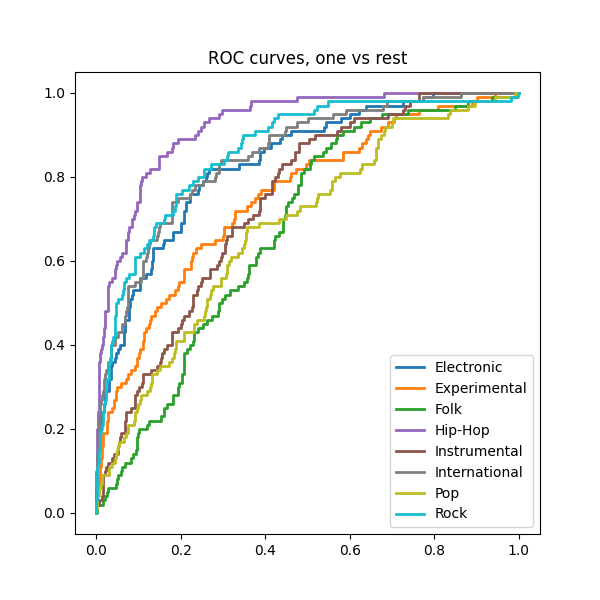 ROC curves, one vs rest
1.0
0.8
0.6
0.4
0.2
0.0
0.0 0.2 0.4 0.6 0.8 1.0
Electronic
Experimental
Folk
Hip-Hop
Instrumental
International
Pop
Rock